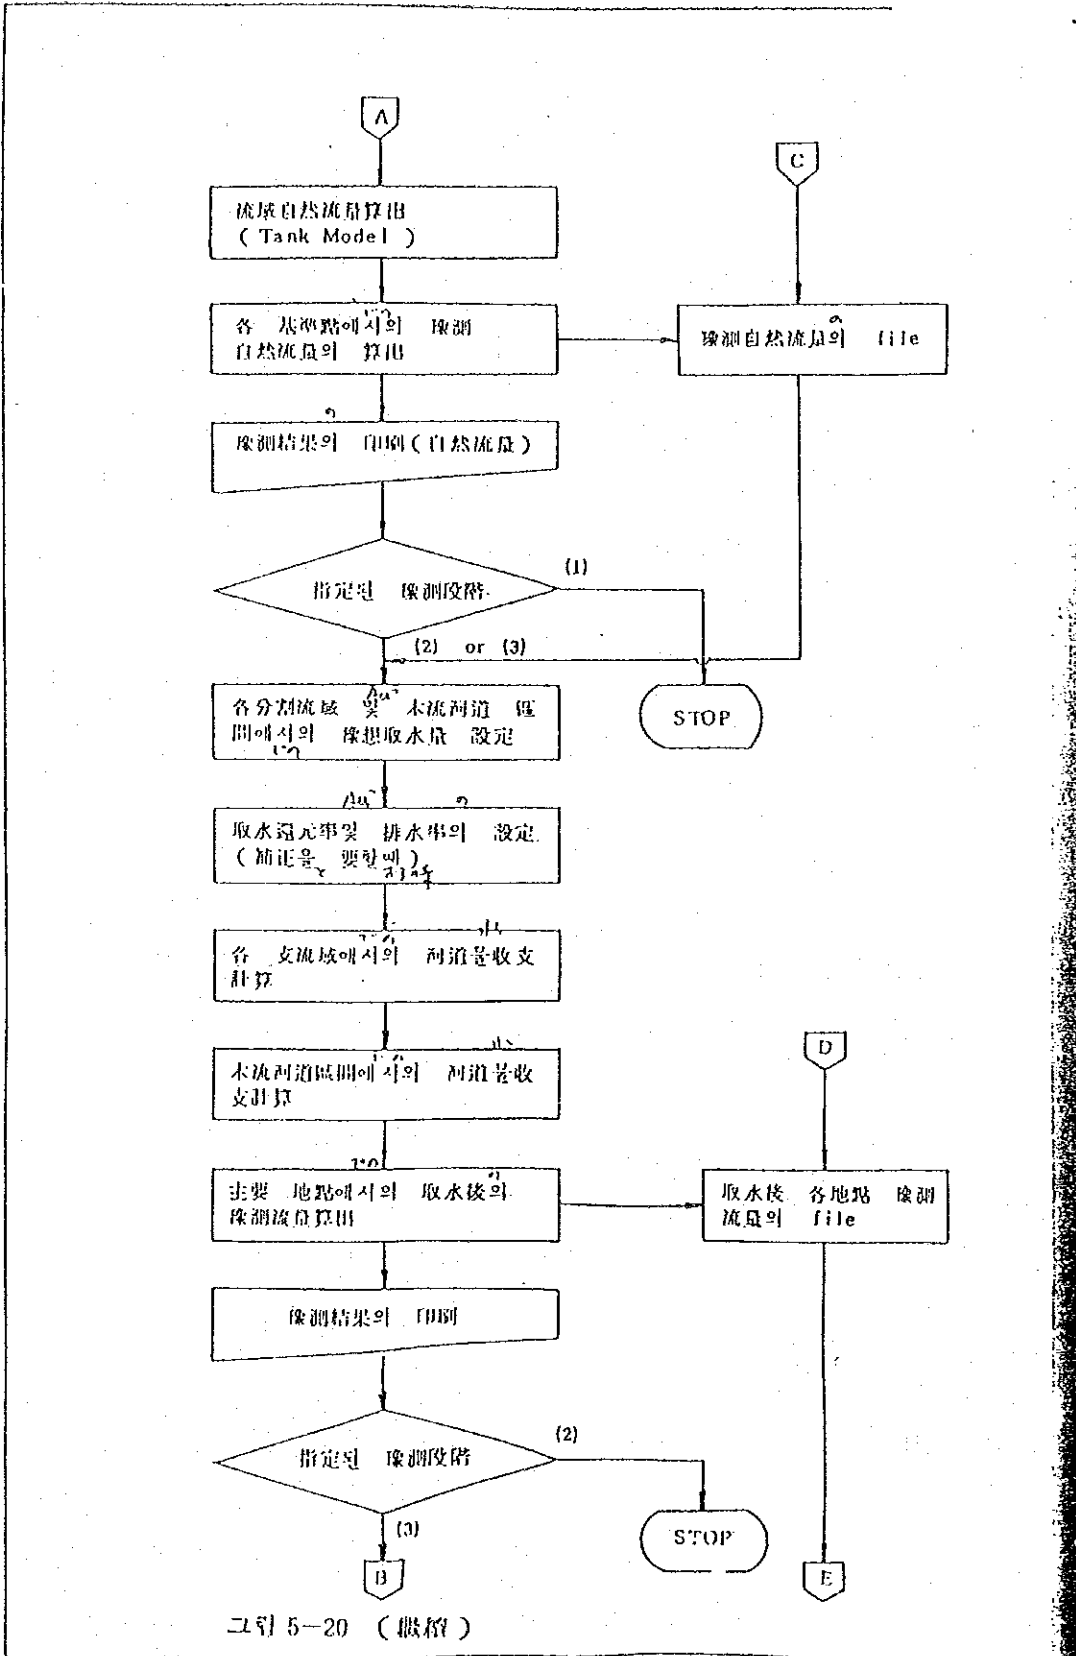 A
C
流域自然流量算出
( Tank Model )
各 基準點에서의 豫測
自然流量의 算出
豫測自然流量의 file
豫測結果의 印刷(自然流量)
指定된 豫測段階
(1)
(2) or (3)
各分割流域 및 本流河道 區
間에서의 豫想取水量 設定
STOP
取水還元率및 排水率의 設定
(補正을 要할때)
各 支流域에서의 河道물收支
計算
D
本流河道區間에서의 河道물收
支計算
主要 地點에서의 取水後의
豫測流量算出
取水後 各地點 豫測
流量의 file
豫測結果의 印刷
指定된 豫測段階
(2)
(3)
STOP
B
E
그림 5-20 (繼續)